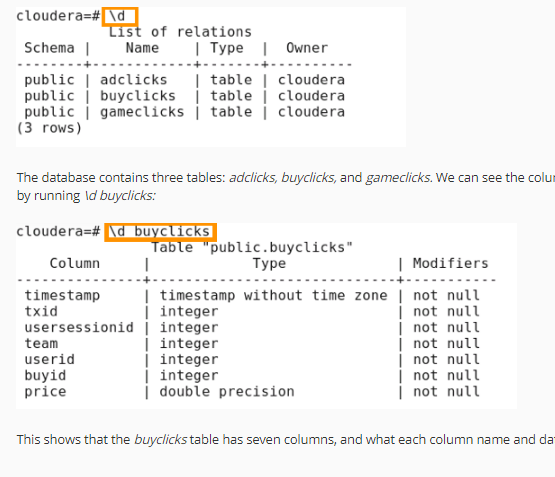 cloudera=# \d
List of relations
Schema | Name | Type | Owner
--------+------------+-------+----------
public | adclicks | table | cloudera
public | buyclicks | table | cloudera
public | gameclicks | table | cloudera
(3 rows)
The database contains three tables: adclicks, buyclicks, and gameclicks. We can see the
by running \d buyclicks:
cloudera=# \d buyclicks
Table "public.buyclicks"
Column | Type | Modifiers
---------------+-----------------------------+-----------
timestamp | timestamp without time zone | not null
txid | integer | not null
usersessionid | integer | not null
team | integer | not null
userid | integer | not null
buyid | integer | not null
price | double precision | not null
This shows that the buyclicks table has seven columns, and what each column name and